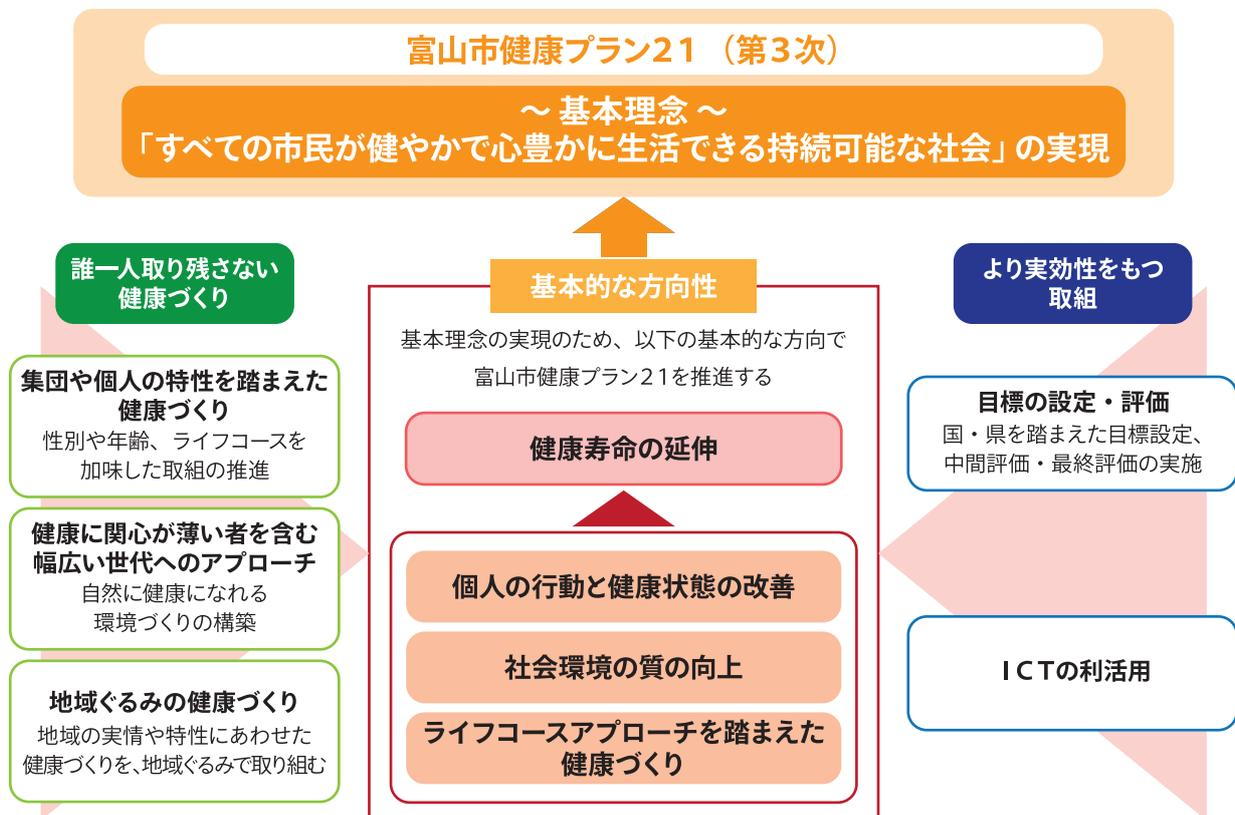 富山市健康プラン２１ （第３次）
～ 基本理念 ～
「すべての市民が健やかで心豊かに生活できる持続可能な社会」の実現
誰一人取り残さない
健康づくり
集団や個人の特性を踏まえた
健康づくり
性別や年齢、ライフコースを
加味した取組の推進
健康に関心が薄い者を含む
幅広い世代へのアプローチ
自然に健康になれる
環境づくりの構築
地域ぐるみの健康づくり
地域の実情や特性にあわせた
健康づくりを、地域ぐるみで取り組む
基本的な方向性
基本理念の実現のため、以下の基本的な方向で
富山市健康プラン２１を推進する
健康寿命の延伸
個人の行動と健康状態の改善
社会環境の質の向上
ライフコースアプローチを踏まえた
健康づくり
より実効性をもつ
取組
目標の設定・評価
国・県を踏まえた目標設定、
中間評価・最終評価の実施
ＩＣＴの利活用